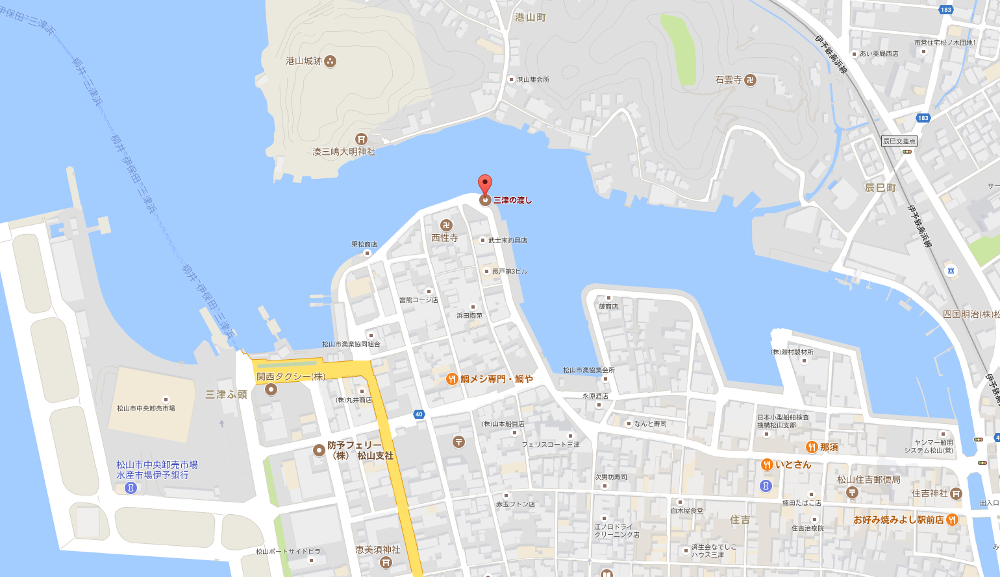 伊保田-三津浜
柳井-三津浜
柳井-伊保田-三津浜
柳井-伊保田-三津浜
港山町
183
港山城跡
港山集会所
石雲寺
伊予鉄高浜線
あい薬局西店
市営住宅松ノ木団地1
183
辰巳交差点
湊三嶋大明神社
辰巳町
サー
三津の渡し
西性寺
武士末釣具店
乗松商店
長戸第3ビル
伊予鉄高浜線
富熊コージ店
浜田陶苑
松山市漁業協同組合
四国明治(株)松
(株)瀬村製材所
松山市漁協集会所
関西タクシー(株)
鯛メシ専門・鯛や
永原酒店
伊予鉄高
三津ふ頭
(株)丸井商店
松山市中央卸売市場
40
日本小型船舶検査
機構松山支部
(株)山本船具店
なんと寿司
フェリスコート三津
防予フェリー
（株） 松山支社
那須
ヤンマー舶用
システム松山(営)
いとさん
松山市中央卸売市場
水産市場伊予銀行
次男坊寿司
松山住吉郵便局
住吉神社
赤玉フトン店
白木屋食堂
楠田たばこ店
出入口
住吉
お好み焼みよし駅前店
江ノロドライ
クリーニング店
住吉治療院
松山ポートサイドビラ
恵美須神社
済生会なでしこ
ハウス三津
み